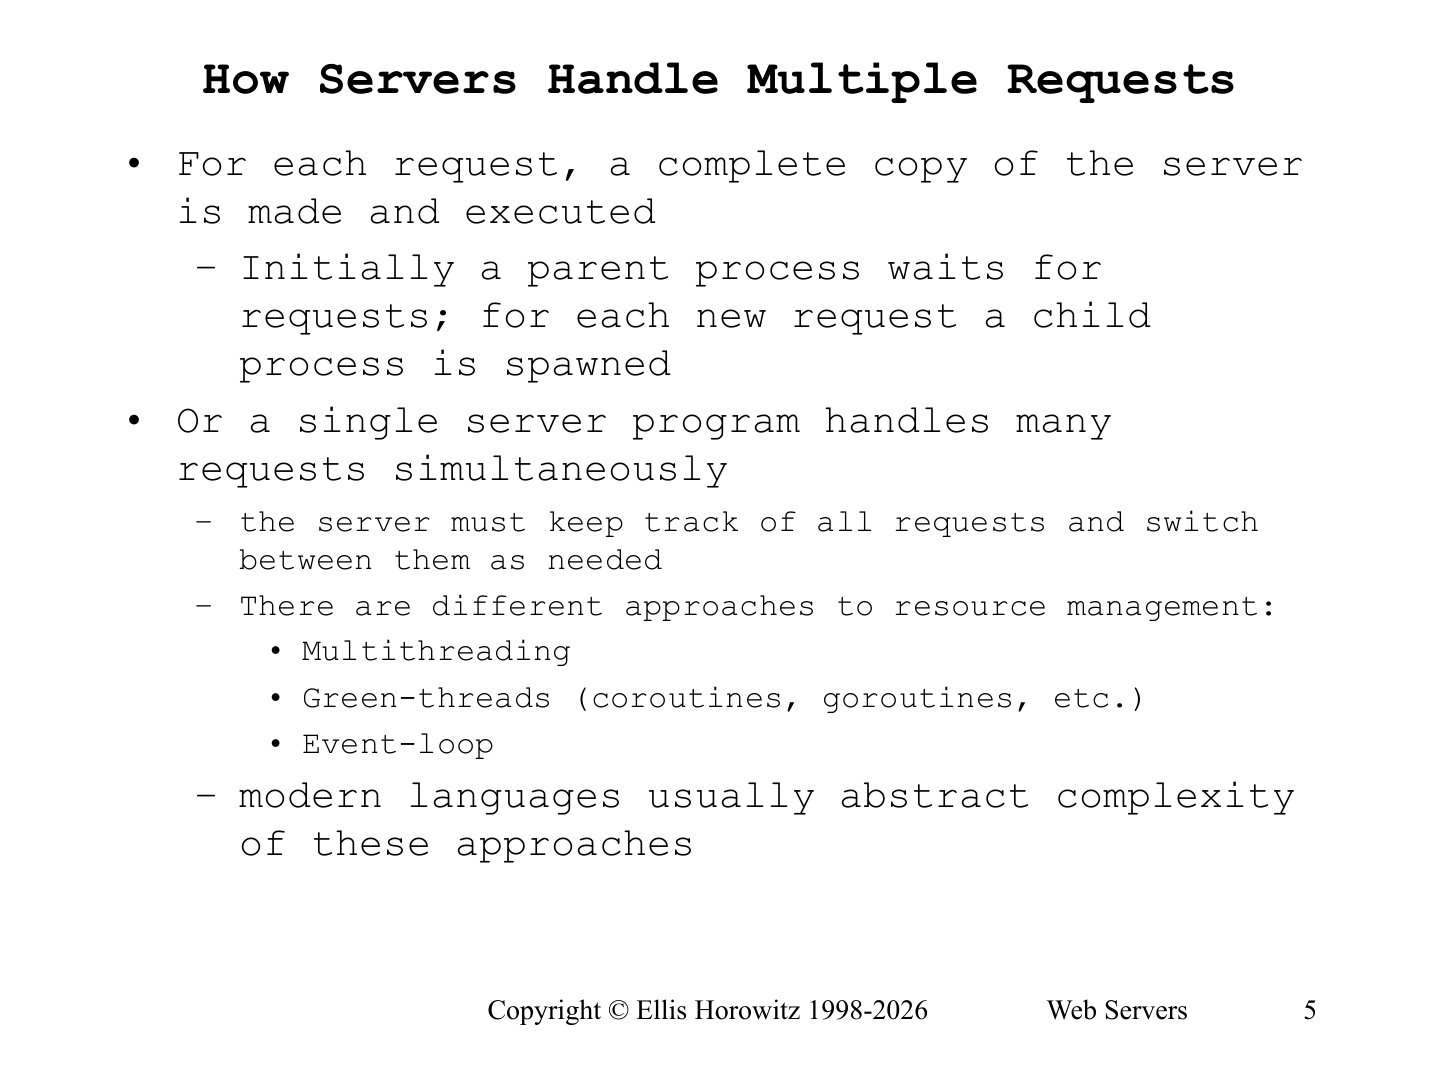 How Servers Handle Multiple Requests
• For each request, a complete copy of the server
is made and executed
– Initially a parent process waits for
requests; for each new request a child
process is spawned
• Or a single server program handles many
requests simultaneously
– the server must keep track of all requests and switch
between them as needed
– There are different approaches to resource management:
• Multithreading
• Green-threads (coroutines, goroutines, etc.)
• Event-loop
– modern languages usually abstract complexity
of these approaches
Copyright © Ellis Horowitz 1998-2026 Web Servers 5